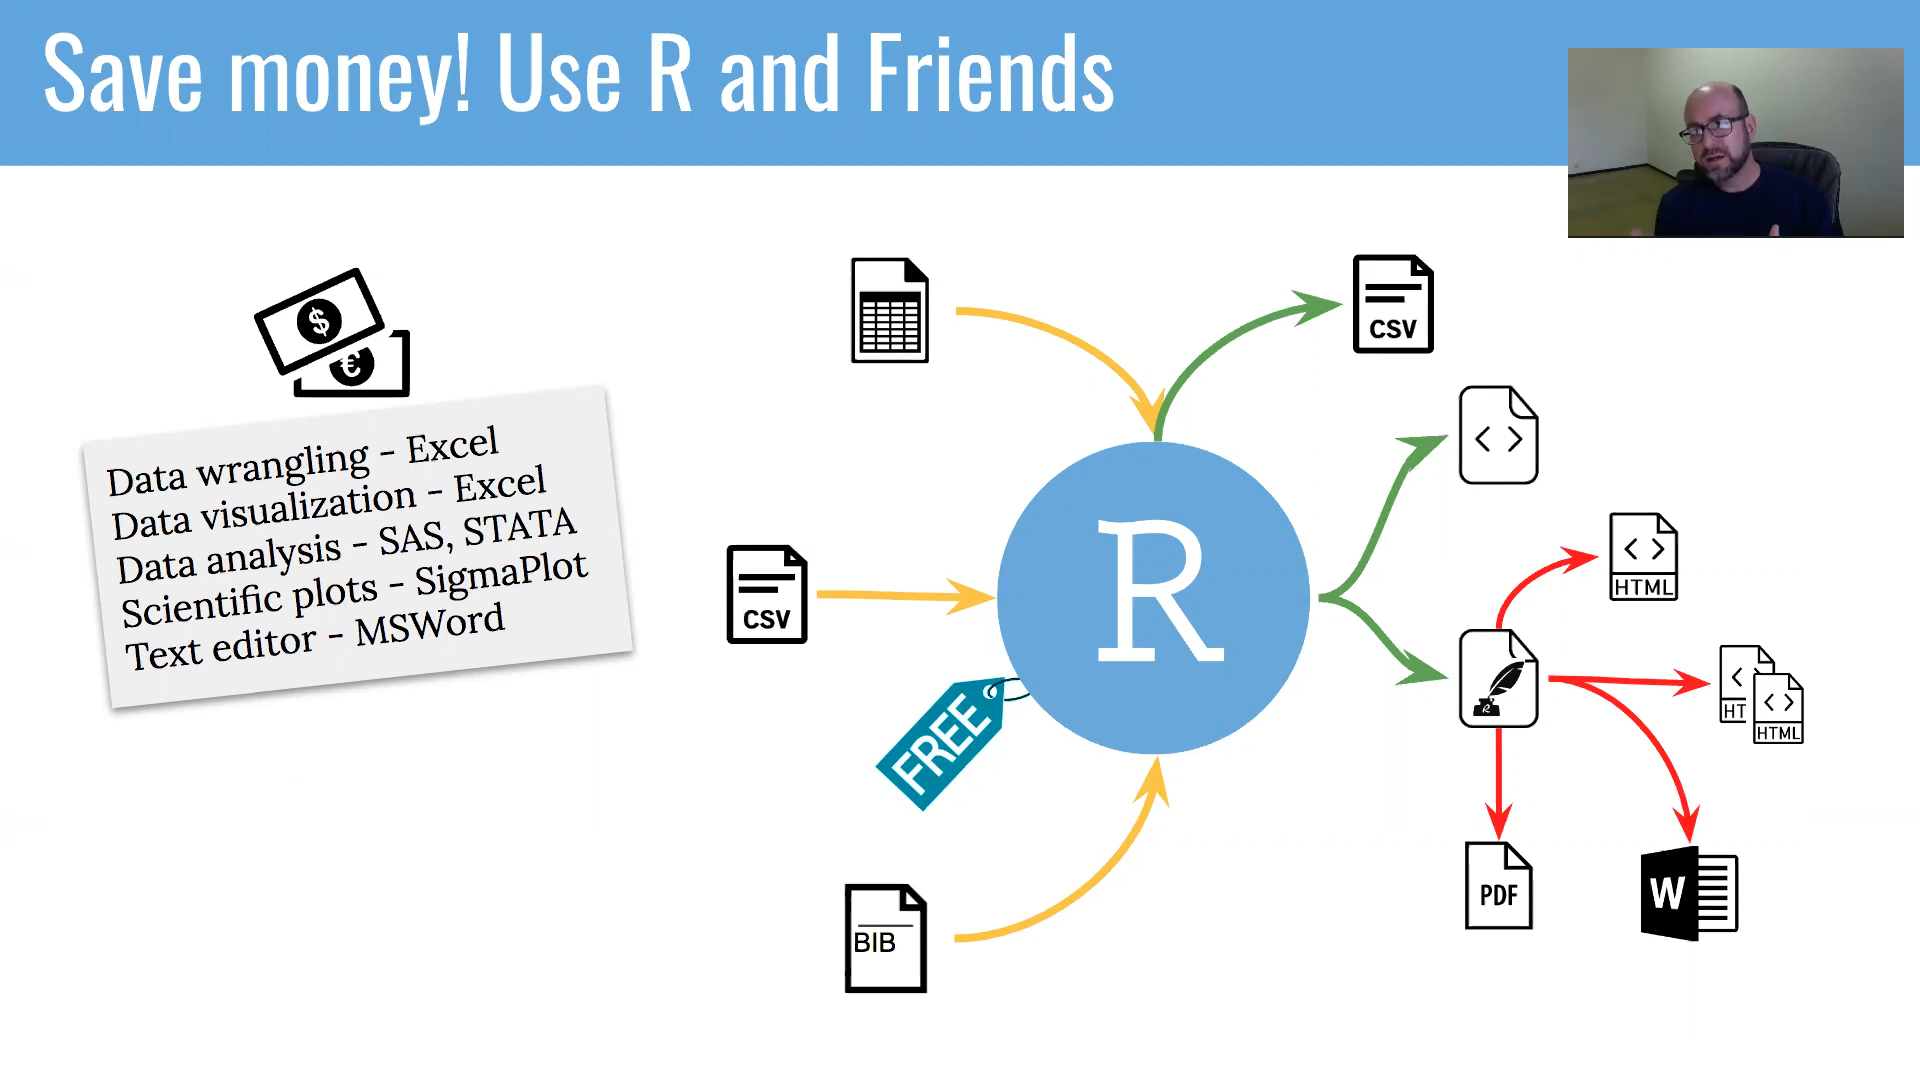 Save money! Use R and Friends
$
€
Data wrangling - Excel
Data visualization - Excel
Data analysis - SAS, STATA
Scientific plots - SigmaPlot
Text editor - MSWord
CSV
CSV
R
FREE
BIB
< >
< >
HTML
R
<
HT
< >
HTML
PDF
W